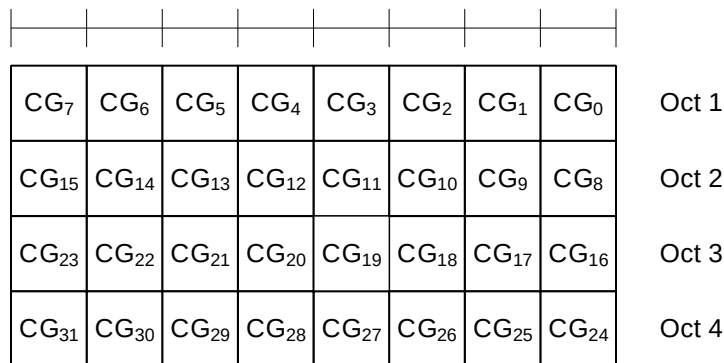 CG₇ CG₆ CG₅ CG₄ CG₃ CG₂ CG₁ CG₀ Oct 1
CG₁₅ CG₁₄ CG₁₃ CG₁₂ CG₁₁ CG₁₀ CG₉ CG₈ Oct 2
CG₂₃ CG₂₂ CG₂₁ CG₂₀ CG₁₉ CG₁₈ CG₁₇ CG₁₆ Oct 3
CG₃₁ CG₃₀ CG₂₉ CG₂₈ CG₂₇ CG₂₆ CG₂₅ CG₂₄ Oct 4